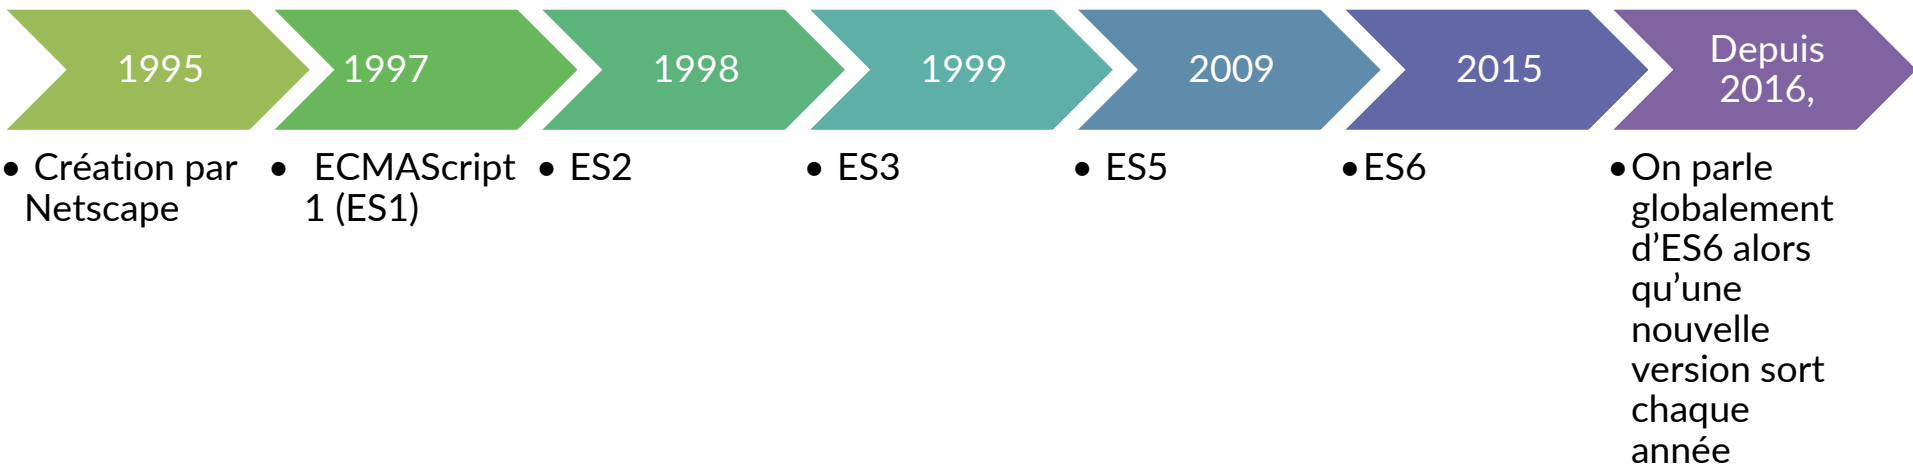 1995
1997
1998
1999
2009
2015
Depuis
2016,
• Création par
Netscape
• ECMAScript
1 (ES1)
• ES2
• ES3
• ES5
• ES6
• On parle
globalement
d’ES6 alors
qu’une
nouvelle
version sort
chaque
année